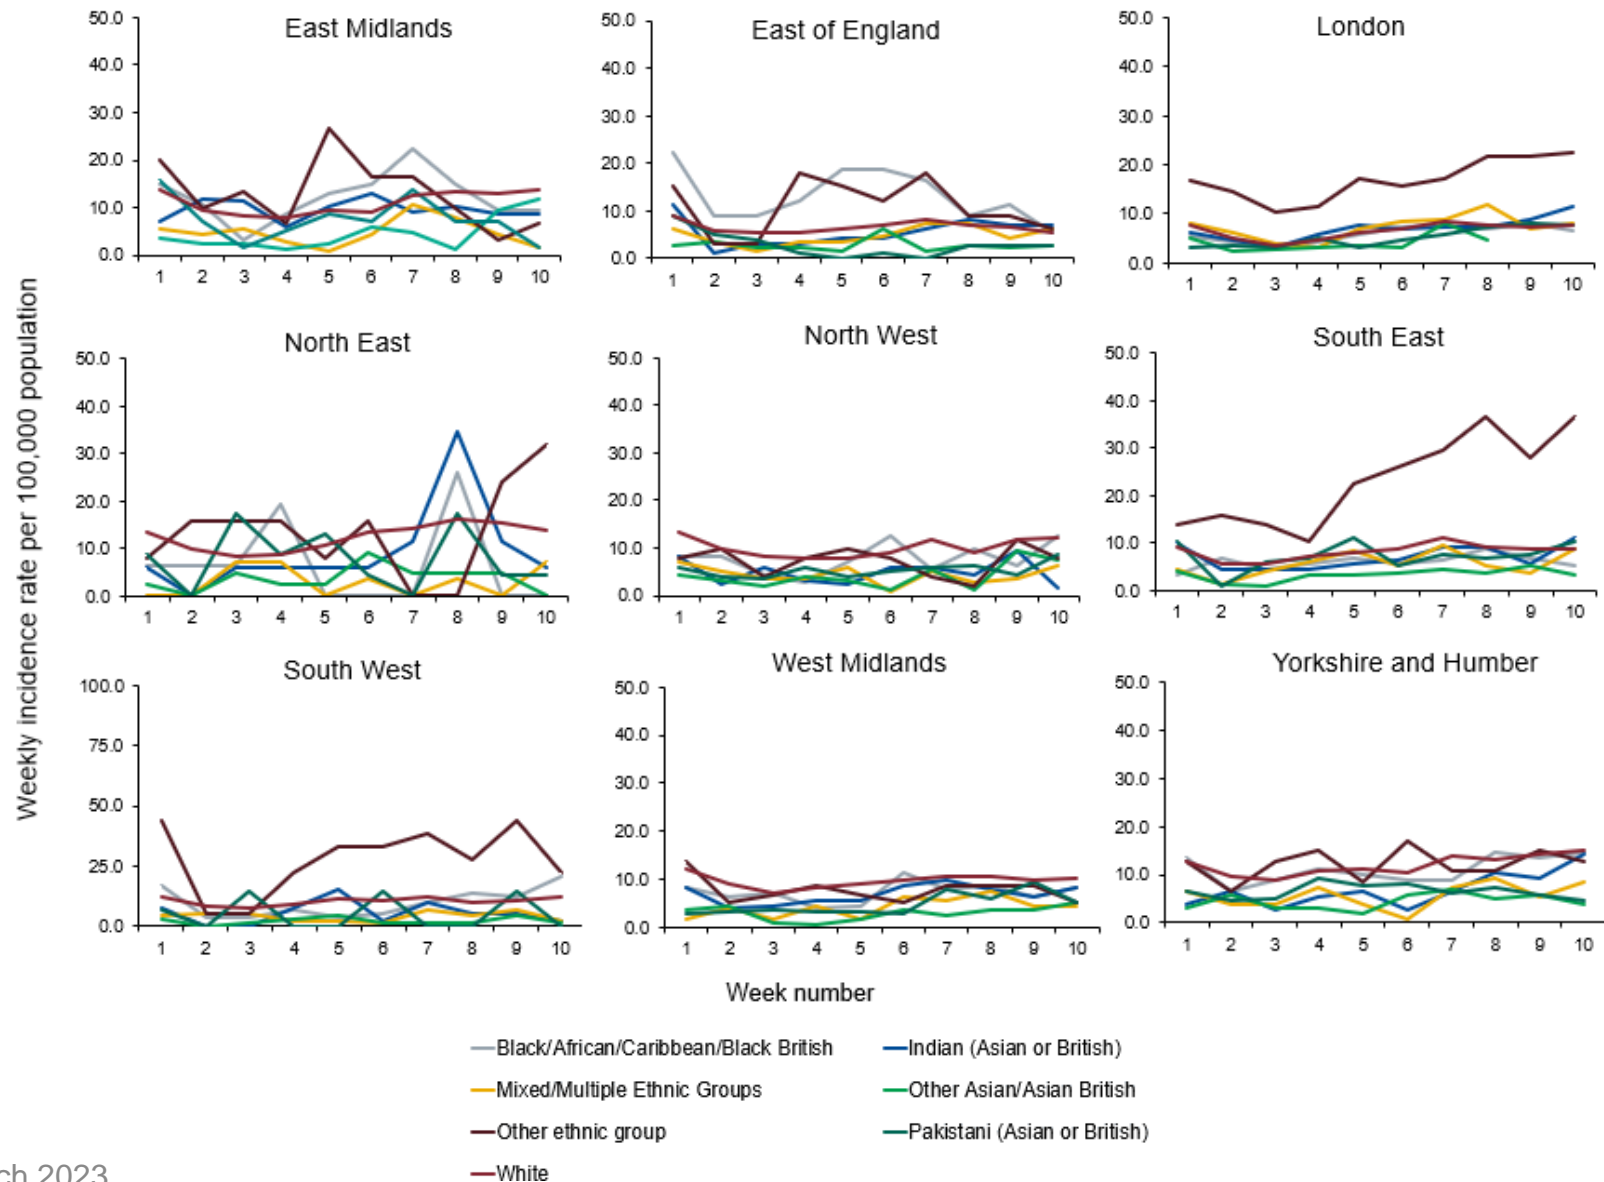 East Midlands
50.0
40.0
30.0
20.0
10.0
0.0
1 2 3 4 5 6 7 8 9 10
East of England
50.0
40.0
30.0
20.0
10.0
0.0
1 2 3 4 5 6 7 8 9 10
London
50.0
40.0
30.0
20.0
10.0
0.0
1 2 3 4 5 6 7 8 9 10
Weekly incidence rate per 100,000 population
North East
50.0
40.0
30.0
20.0
10.0
0.0
1 2 3 4 5 6 7 8 9 10
North West
50.0
40.0
30.0
20.0
10.0
0.0
1 2 3 4 5 6 7 8 9 10
South East
50.0
40.0
30.0
20.0
10.0
0.0
1 2 3 4 5 6 7 8 9 10
South West
100.0
75.0
50.0
25.0
0.0
1 2 3 4 5 6 7 8 9 10
West Midlands
50.0
40.0
30.0
20.0
10.0
0.0
1 2 3 4 5 6 7 8 9 10
Yorkshire and Humber
50.0
40.0
30.0
20.0
10.0
0.0
1 2 3 4 5 6 7 8 9 10
Week number
Black/African/Caribbean/Black British
Indian (Asian or British)
Mixed/Multiple Ethnic Groups
Other Asian/Asian British
Other ethnic group
Pakistani (Asian or British)
White
ch 2023